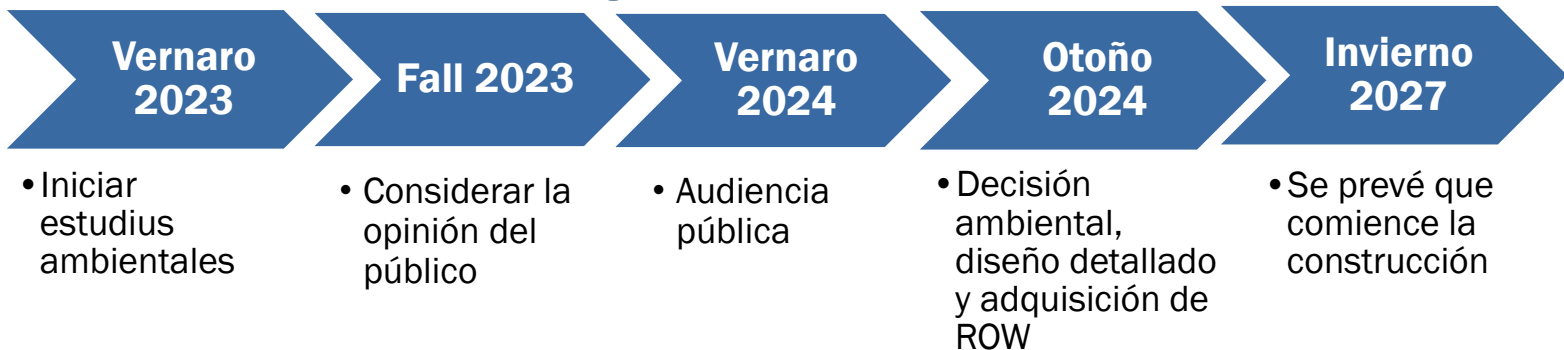 Vernaro
2023
Fall 2023
Vernaro
2024
Otoño
2024
Invierno
2027
• Iniciar
estudius
ambientales
• Considerar la
opinión del
público
• Audiencia
pública
• Decisión
ambiental,
diseño detallado
y adquisición de
ROW
• Se prevé que
comience la
construcción